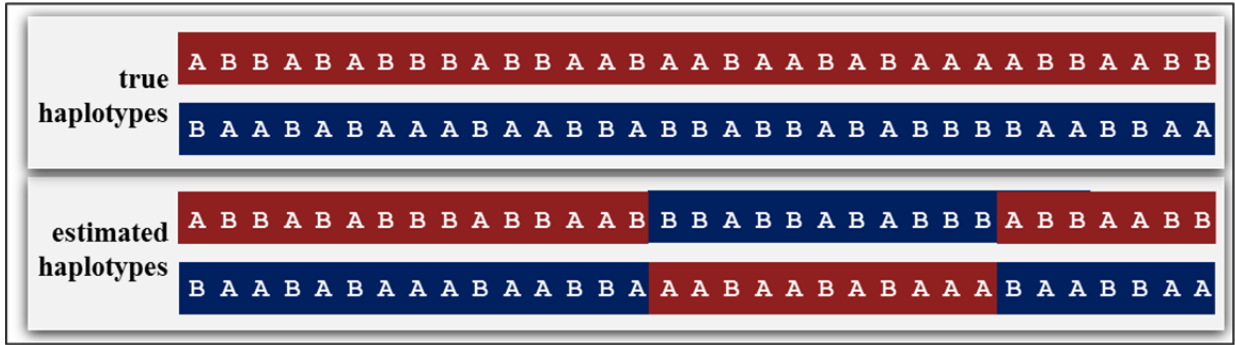 true
haplotypes
A B B A B A B B B A B B A A B A A B A A B A B A A A A B B A A B B
B A A B A B A A A B A A B B A B B A B B A B A B B B B A A B B A A
estimated
haplotypes
A B B A B A B B B A B B A A B B B A B B A B A B B B A B B A A B B
B A A B A B A A A B A A B B A A A B A A B A B A A A B A A B B A A